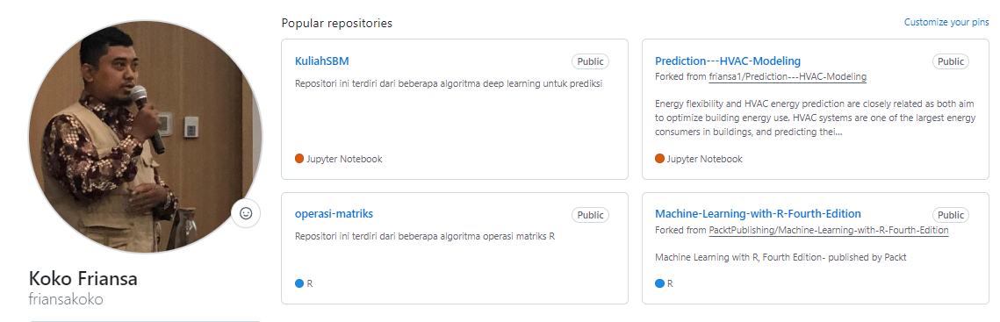 Popular repositories
Customize your pins
KuliahSBM
Public
Repositori ini terdiri dari beberapa algoritma deep learning untuk prediksi
Jupyter Notebook
Prediction---HVAC-Modeling
Public
Forked from friansa1/Prediction---HVAC-Modeling
Energy flexibility and HVAC energy prediction are closely related as both aim
to optimize building energy use. HVAC systems are one of the largest energy
consumers in buildings, and predicting thei...
Jupyter Notebook
operasi-matriks
Public
Repositori ini terdiri dari beberapa algoritma operasi matriks R
R
Machine-Learning-with-R-Fourth-Edition
Public
Forked from PacktPublishing/Machine-Learning-with-R-Fourth-Edition
Machine Learning with R, Fourth Edition- published by Packt
R
Koko Friansa
friansakoko